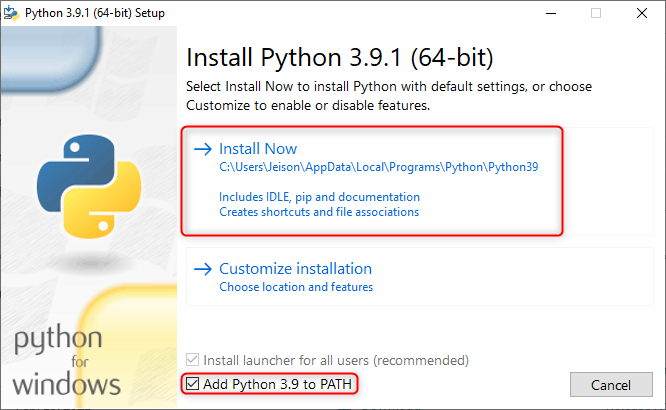 Python 3.9.1 (64-bit) Setup
Install Python 3.9.1 (64-bit)
Select Install Now to install Python with default settings, or choose
Customize to enable or disable features.
Install Now
C:\Users\Jeison\AppData\Local\Programs\Python\Python39
Includes IDLE, pip and documentation
Creates shortcuts and file associations
Customize installation
Choose location and features
python
for
windows
Install launcher for all users (recommended)
Add Python 3.9 to PATH
Cancel